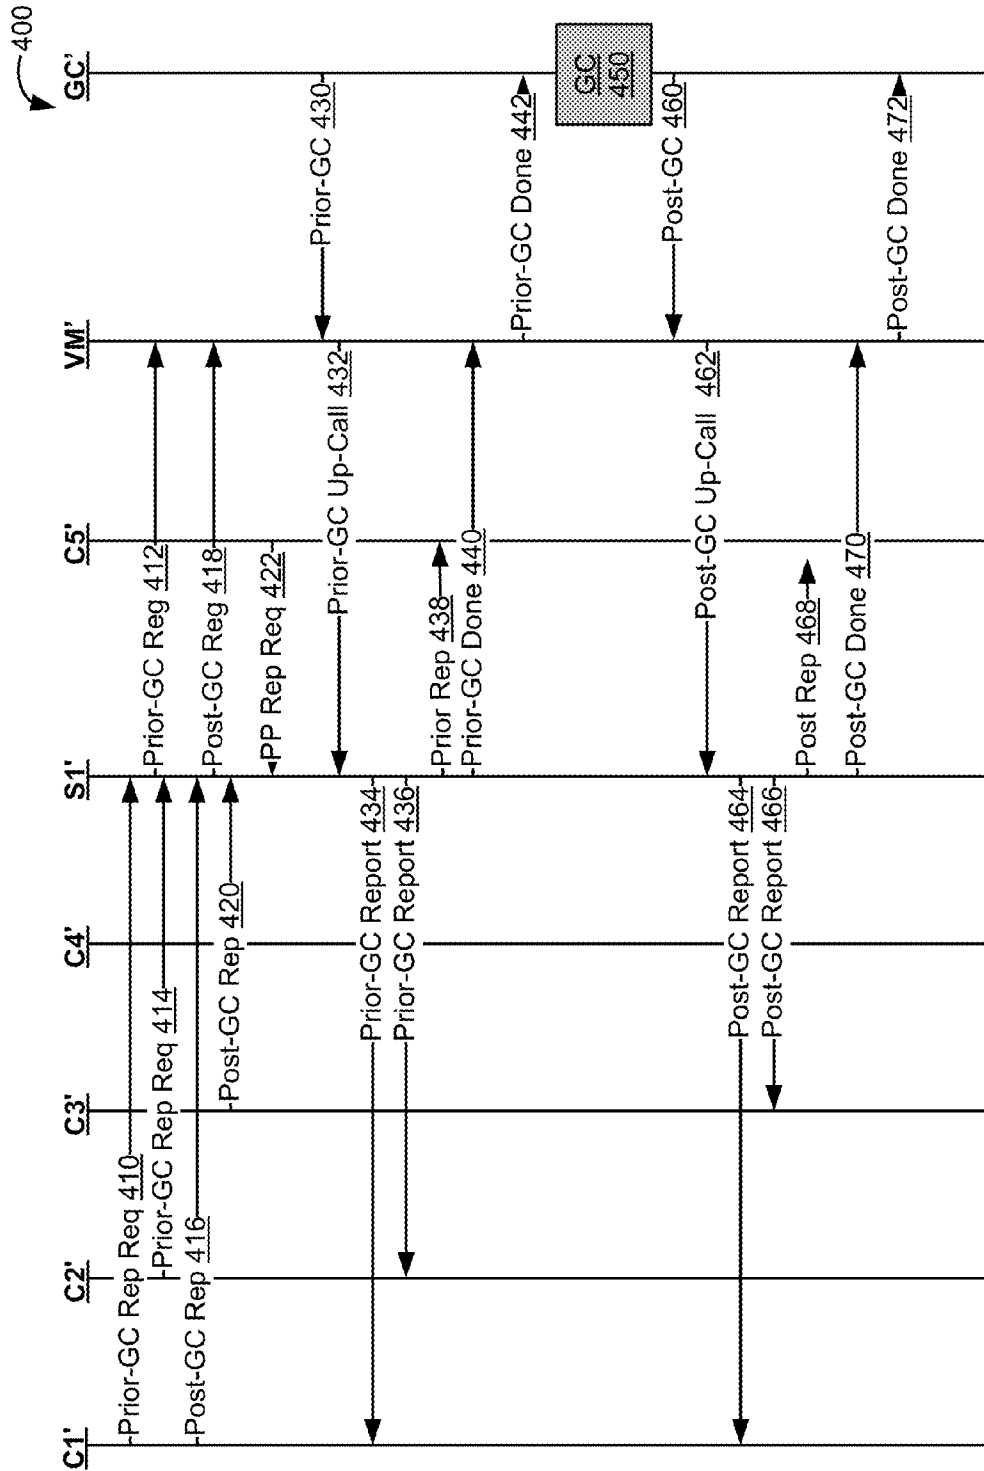 400
C1'
C2'
C3'
C4'
S1'
C5'
VM'
GC'
Prior-GC Rep Req 410
Prior-GC Reg 412
Prior-GC Rep Req 414
Post-GC Rep 416
Post-GC Reg 418
Post-GC Rep 420
PP Rep Req 422
Prior-GC 430
Prior-GC Up-Call 432
Prior-GC Report 434
Prior-GC Report 436
Prior Rep 438
Prior-GC Done 440
Prior-GC Done 442
GC
450
Post-GC 460
Post-GC Up-Call 462
Post-GC Report 464
Post-GC Report 466
Post Rep 468
Post-GC Done 470
Post-GC Done 472